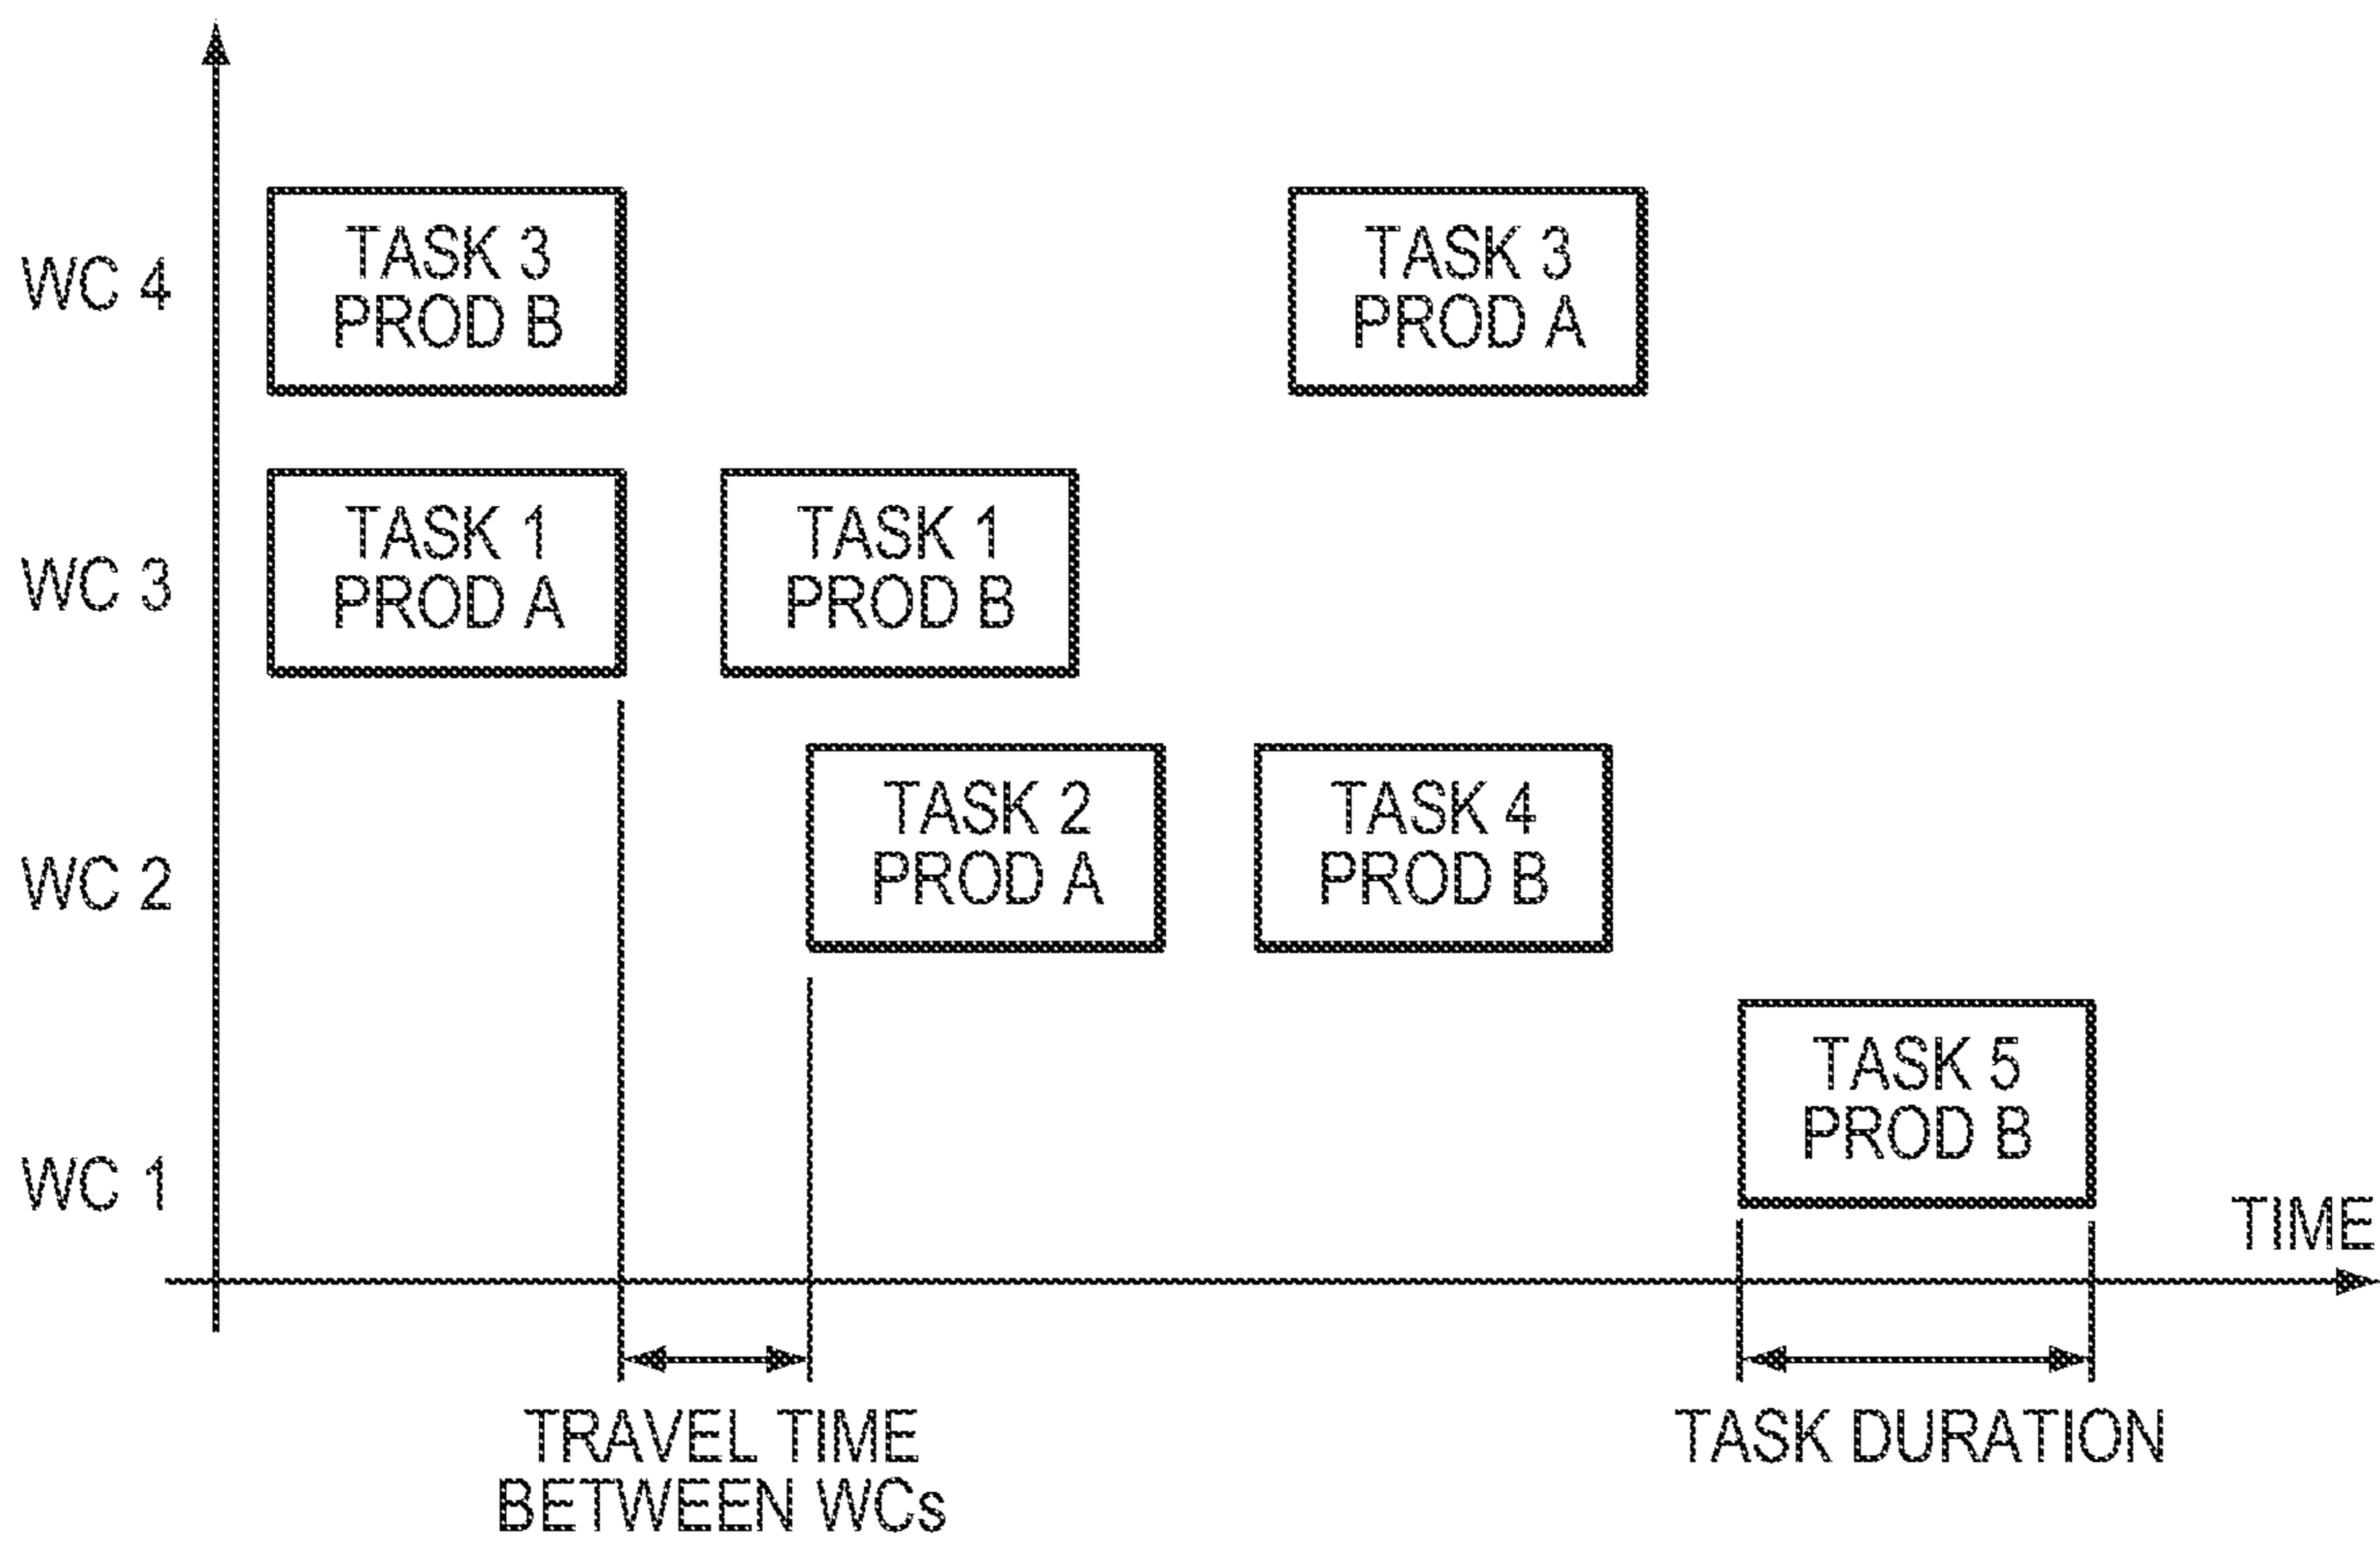 WC 4
TASK 3
PROD B
TASK 3
PROD A
WC 3
TASK 1
PROD A
TASK 1
PROD B
WC 2
TASK 2
PROD A
TASK 4
PROD B
WC 1
TASK 5
PROD B
TIME
TRAVEL TIME
BETWEEN WCs
TASK DURATION